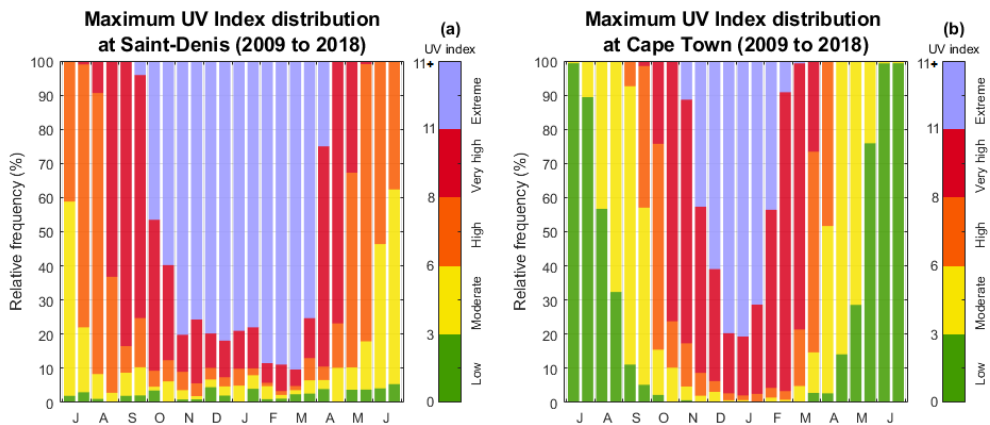 Maximum UV Index distribution
at Saint-Denis (2009 to 2018)
(a)
UV index
Relative frequency (%)
100
90
80
70
60
50
40
30
20
10
0
J A S O N D J F M A M J
11+
11
8
6
3
0
Extreme
Very high
High
Moderate
Low
Maximum UV Index distribution
at Cape Town (2009 to 2018)
(b)
UV index
Relative frequency (%)
100
90
80
70
60
50
40
30
20
10
0
J A S O N D J F M A M J
11+
11
8
6
3
0
Extreme
Very high
High
Moderate
Low